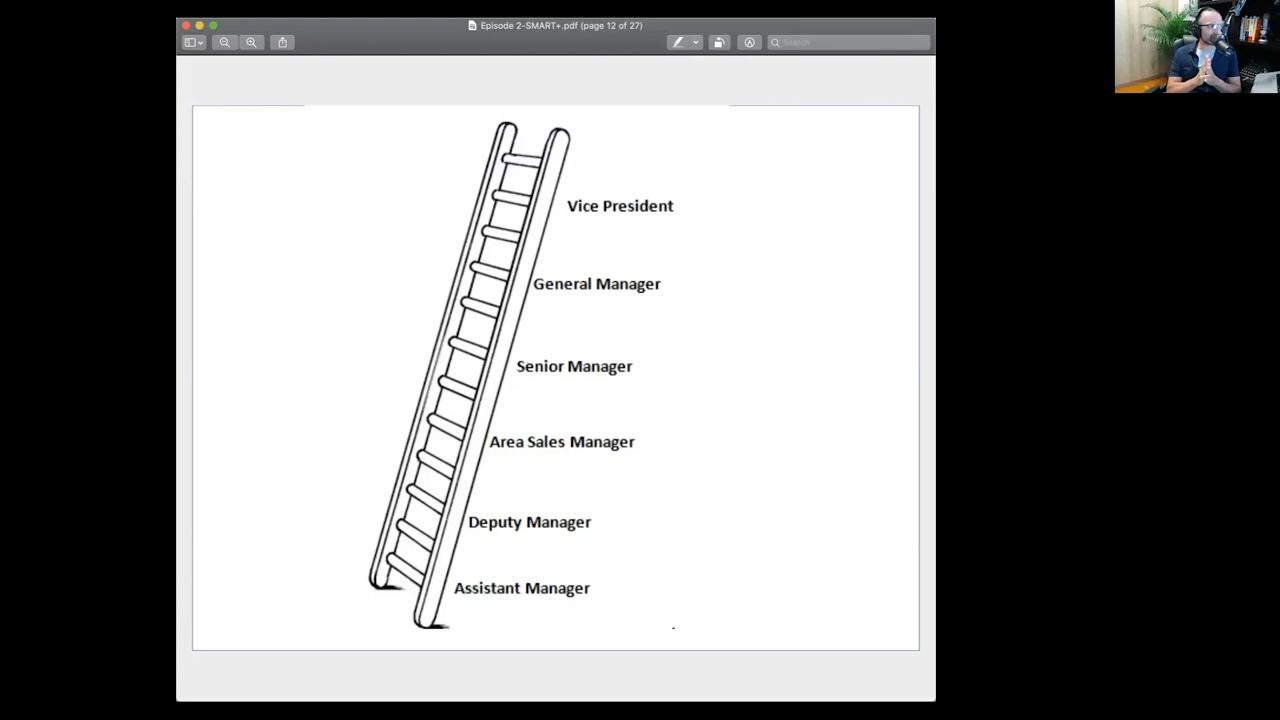 Episode 2-SMART+.pdf (page 12 of 27)
Search
Vice President
General Manager
Senior Manager
Area Sales Manager
Deputy Manager
Assistant Manager